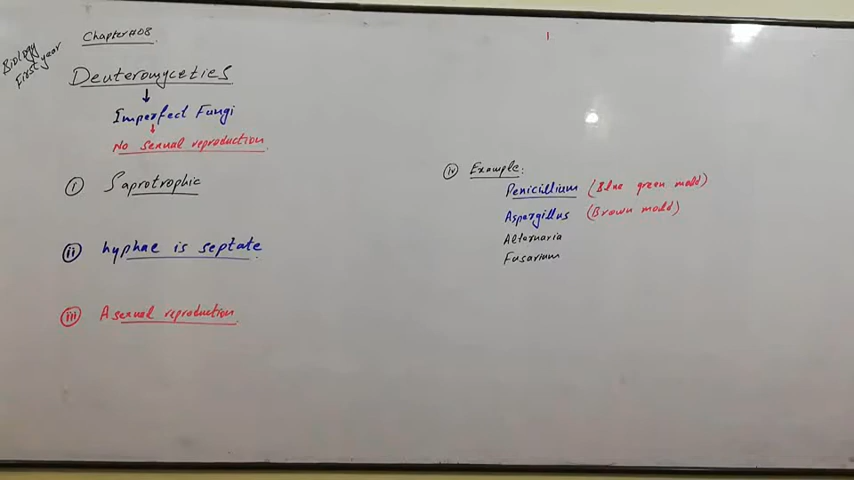 Biology
First year
Chapter#08
Deuteromyceties
Imperfect Fungi
No sexual reproduction
i Saprotrophic
ii hyphae is septate
iii Asexual reproduction
iv Example:
Penicillium (Blue green mold)
Aspergillus (Brown mold)
Alternaria
Fusarium